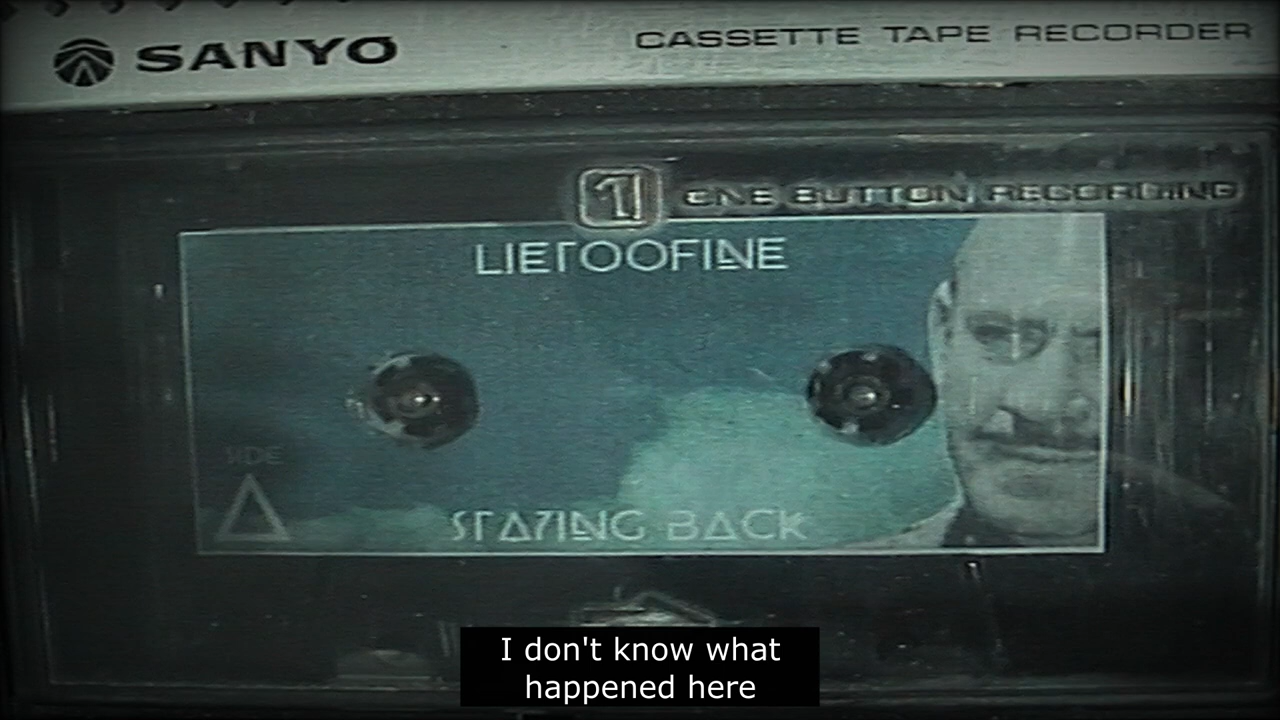 SANYO
CASSETTE TAPE RECORDER
1 ONE BUTTON RECORDING
LIETOOFINE
SIDE
A
STAYING BACK
I don't know what
happened here